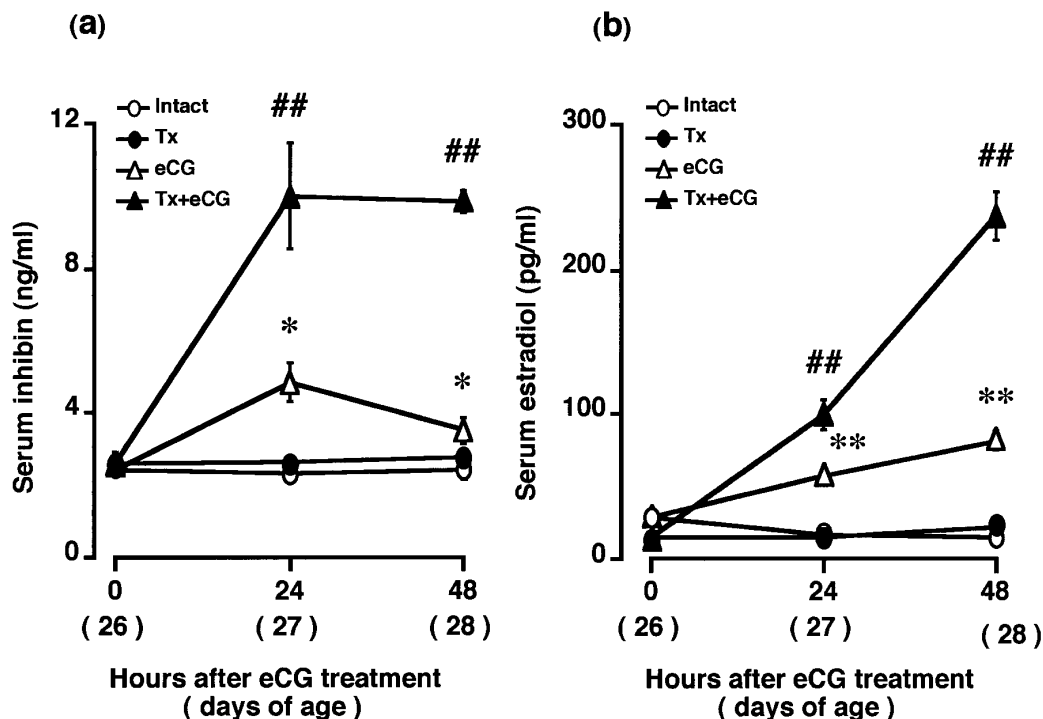 (a)
Intact
Tx
eCG
Tx+eCG
##
##
*
*
12
8
4
0
Serum inhibin (ng/ml)
0
24
48
( 26 )
( 27 )
( 28 )
Hours after eCG treatment
( days of age )
(b)
Intact
Tx
eCG
Tx+eCG
##
##
**
**
300
200
100
0
Serum estradiol (pg/ml)
0
24
48
( 26 )
( 27 )
( 28 )
Hours after eCG treatment
( days of age )